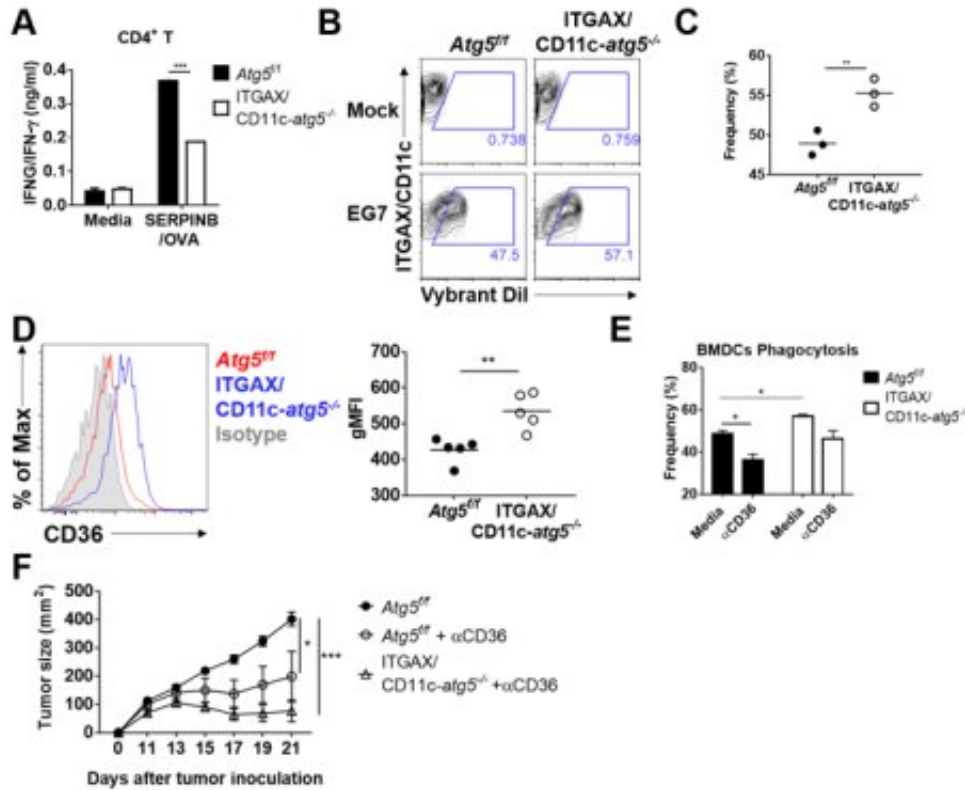 A
CD4⁺ T
IFNG/IFN-γ (ng/ml)
0.4
0.3
0.2
0.1
0.0
***
Media
SERPINB
/OVA
Atg5f/f
ITGAX/
CD11c-atg5-/-
B
Atg5f/f
ITGAX/
CD11c-atg5-/-
Mock
0.738
0.759
EG7
47.5
57.1
ITGAX/CD11c
Vybrant DiI
C
Frequency (%)
60
55
50
45
**
Atg5f/f
ITGAX/
CD11c-atg5-/-
D
% of Max
CD36
Atg5f/f
ITGAX/
CD11c-atg5-/-
Isotype
gMFI
700
600
500
400
300
**
Atg5f/f
ITGAX/
CD11c-atg5-/-
E
BMDCs Phagocytosis
Frequency (%)
80
60
40
20
*
*
Media
αCD36
Media
αCD36
Atg5f/f
ITGAX/
CD11c-atg5-/-
F
Tumor size (mm²)
500
400
300
200
100
0
0 11 13 15 17 19 21
Days after tumor inoculation
*
***
Atg5f/f
Atg5f/f + αCD36
ITGAX/
CD11c-atg5-/- +αCD36